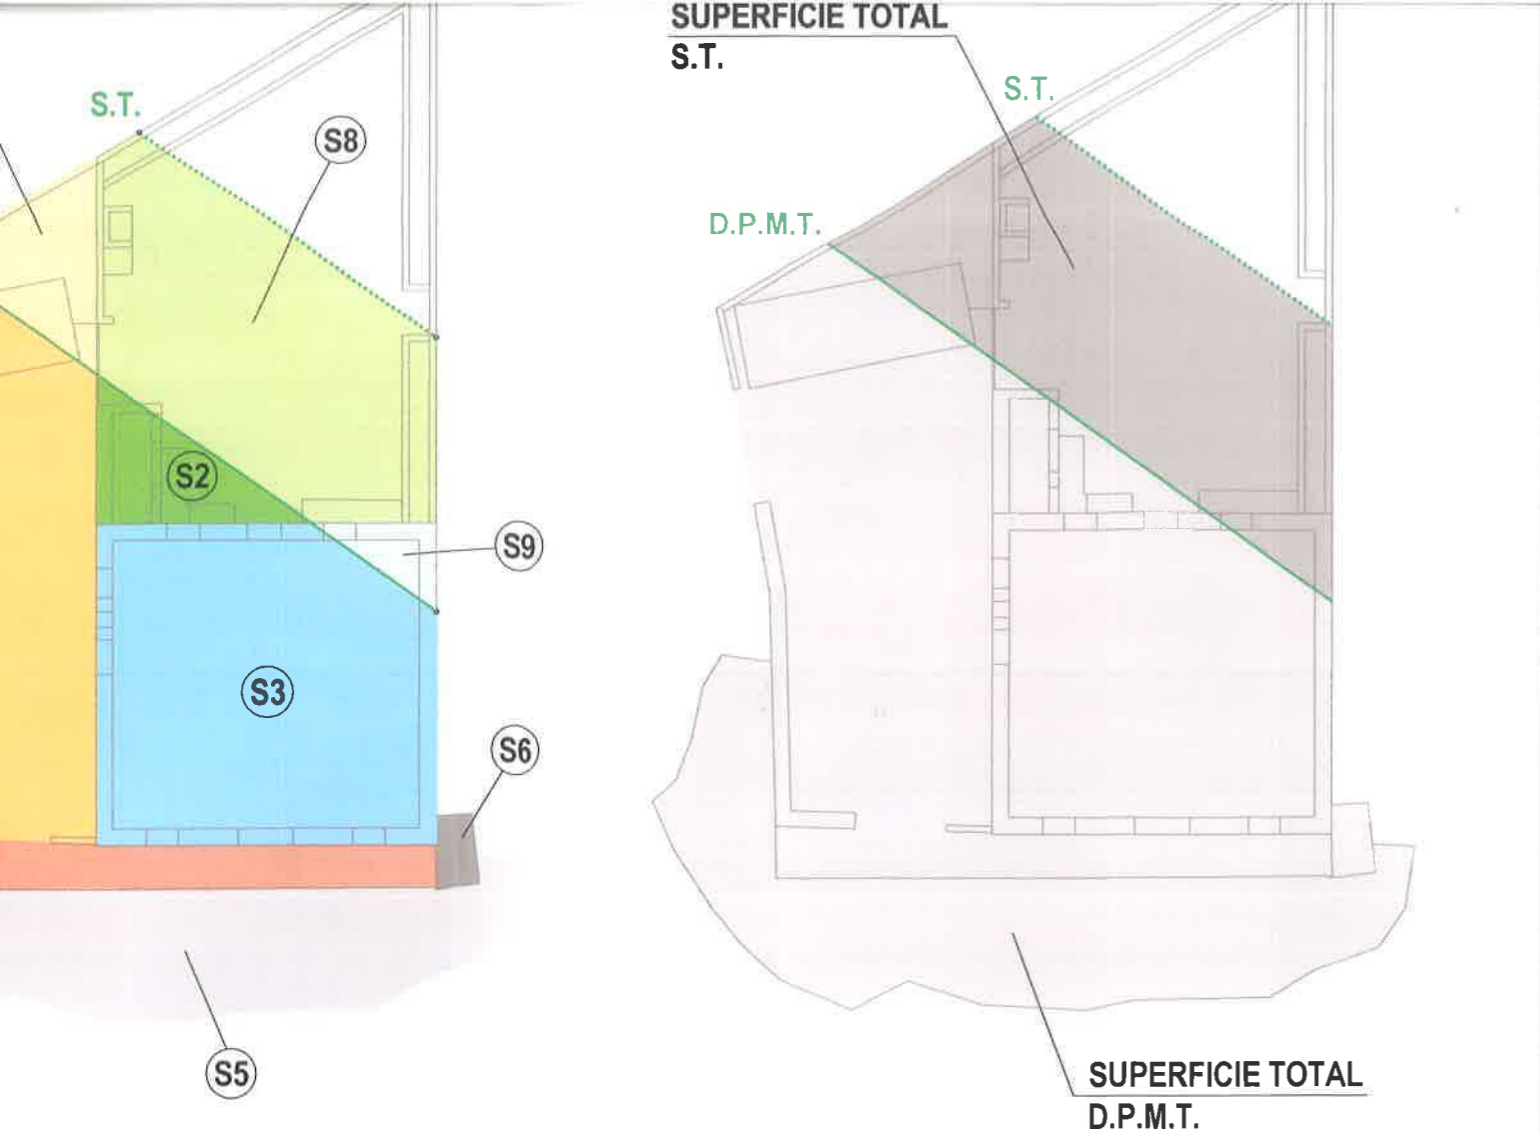 SUPERFICIE TOTAL
S.T.
S.T.
S8
S.T.
D.P.M.T.
S2
S9
S3
S6
S5
SUPERFICIE TOTAL
D.P.M.T.